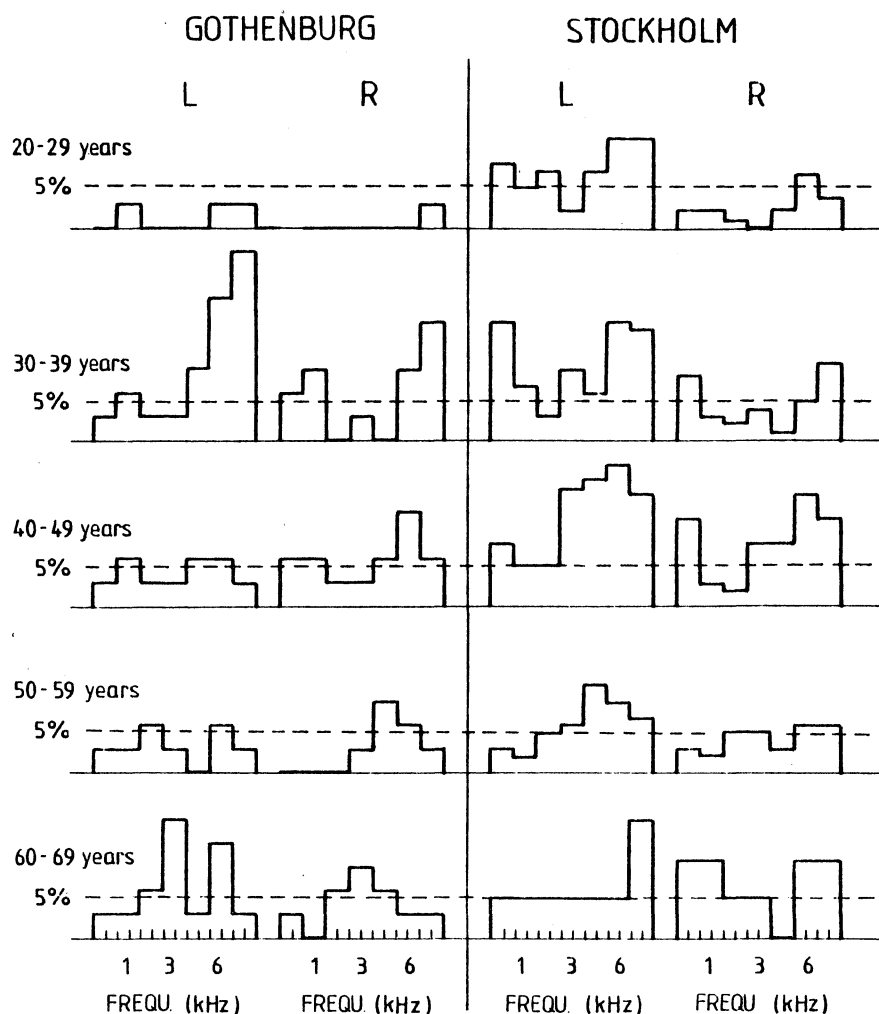 GOTHENBURG STOCKHOLM
L R L R
20-29 years
5%
30-39 years
5%
40-49 years
5%
50-59 years
5%
60-69 years
5%
1 3 6 1 3 6 1 3 6 1 3 6
FREQU. (kHz) FREQU. (kHz) FREQU. (kHz) FREQU (kHz)